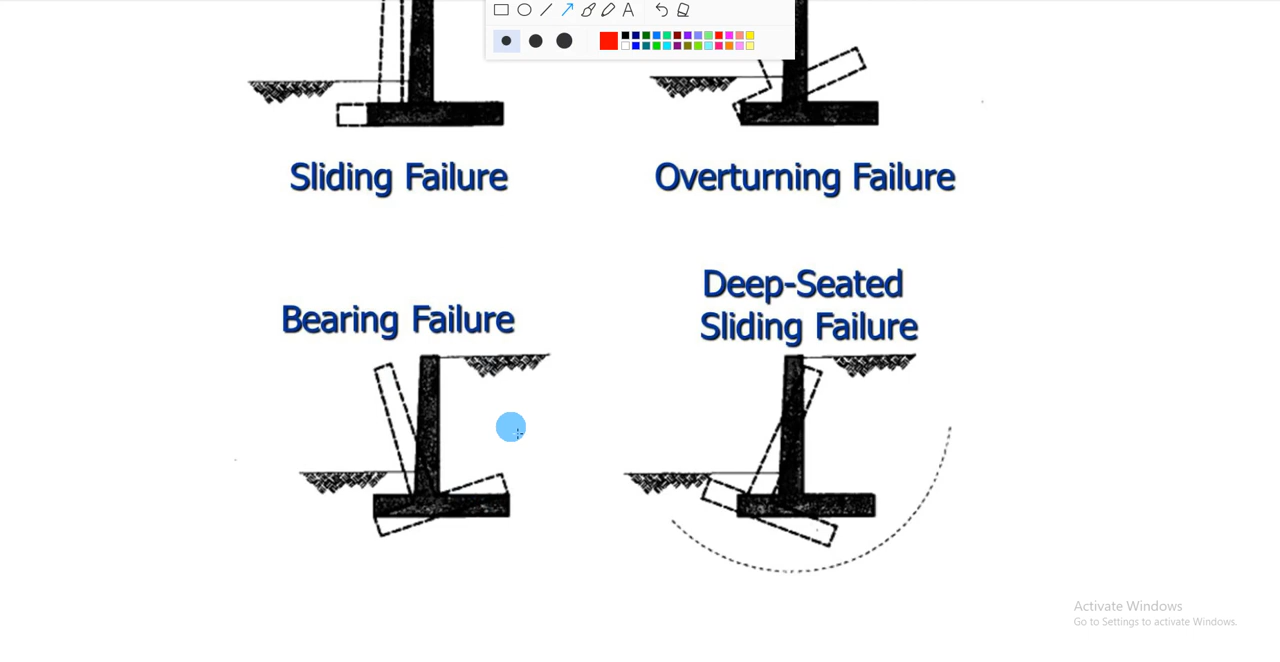 A
Sliding Failure
Overturning Failure
Bearing Failure
Deep-Seated
Sliding Failure
Activate Windows
Go to Settings to activate Windows.